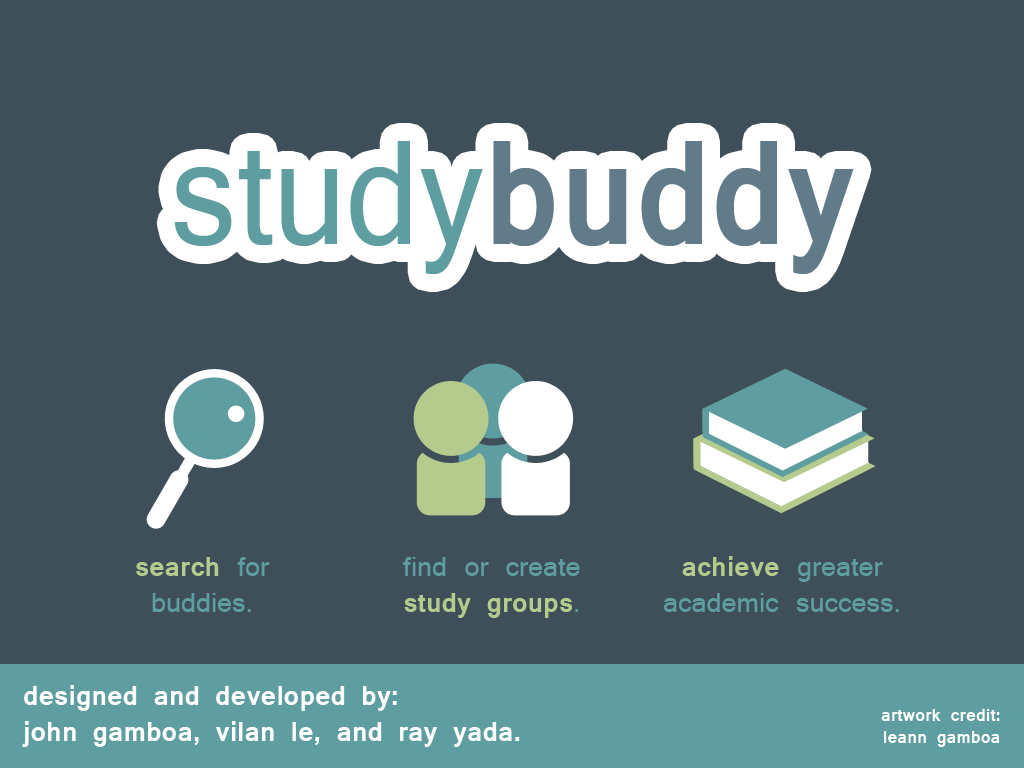 studybuddy
search for
buddies.
find or create
study groups.
achieve greater
academic success.
designed and developed by:
john gamboa, vilan le, and ray yada.
artwork credit:
leann gamboa